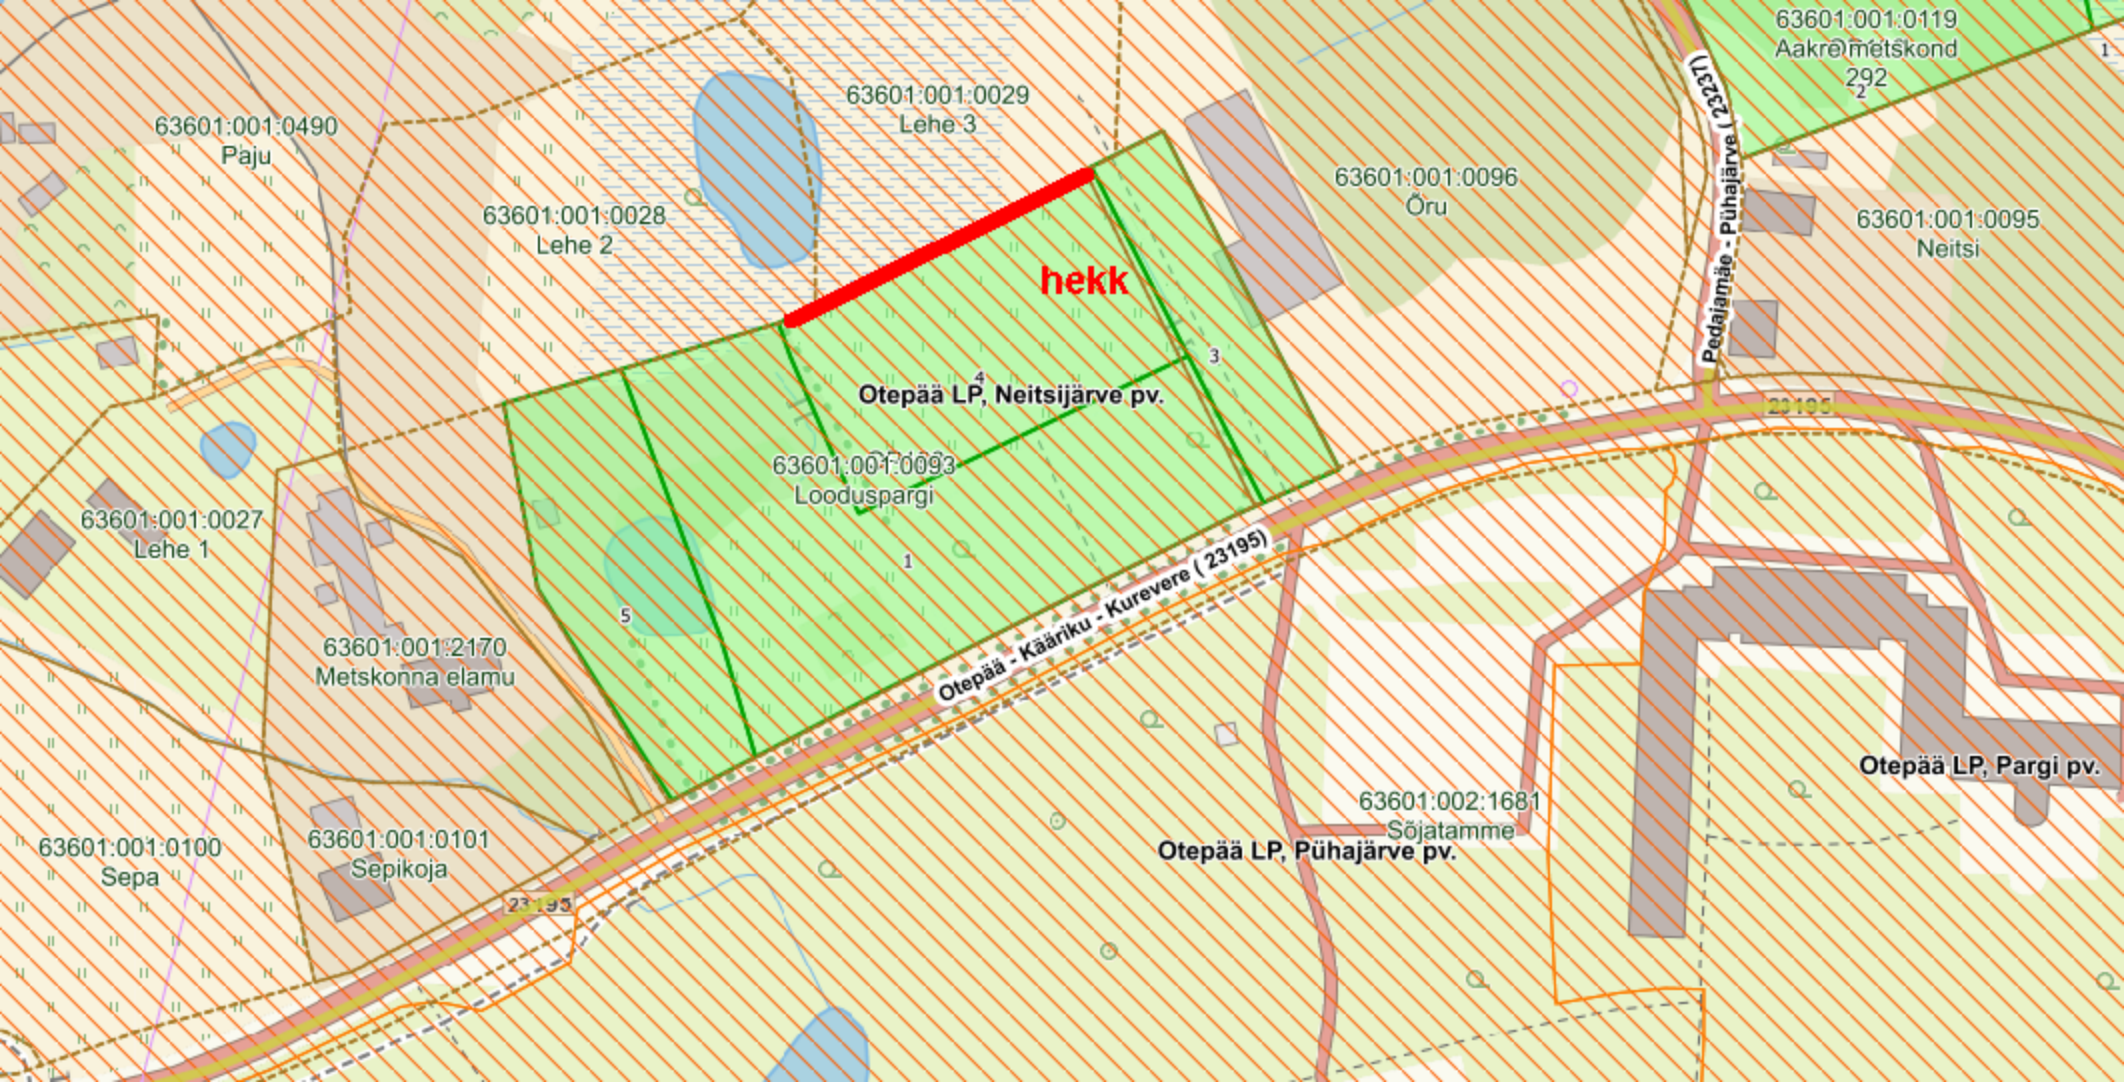 63601:001:0119
Aakre metskond
292
2
1
63601:001:0029
Lehe 3
63601:001:0490
Paju
Pedajamäe - Pühajärve ( 23237)
63601:001:0096
Õru
63601:001:0028
Lehe 2
63601:001:0095
Neitsi
hekk
3
4
Otepää LP, Neitsijärve pv.
23195
63601:001:0093
Looduspargi
63601:001:0027
Lehe 1
1
Otepää - Kääriku - Kurevere ( 23195)
5
63601:001:2170
Metskonna elamu
Otepää LP, Pargi pv.
63601:002:1681
Sõjatamme
63601:001:0101
Sepikoja
63601:001:0100
Sepa
Otepää LP, Pühajärve pv.
23195